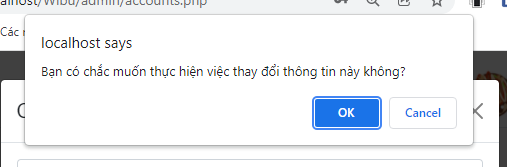 alhost/Wibu/admin/accounts.php
Các
localhost says
Bạn có chắc muốn thực hiện việc thay đổi thông tin này không?
OK
Cancel